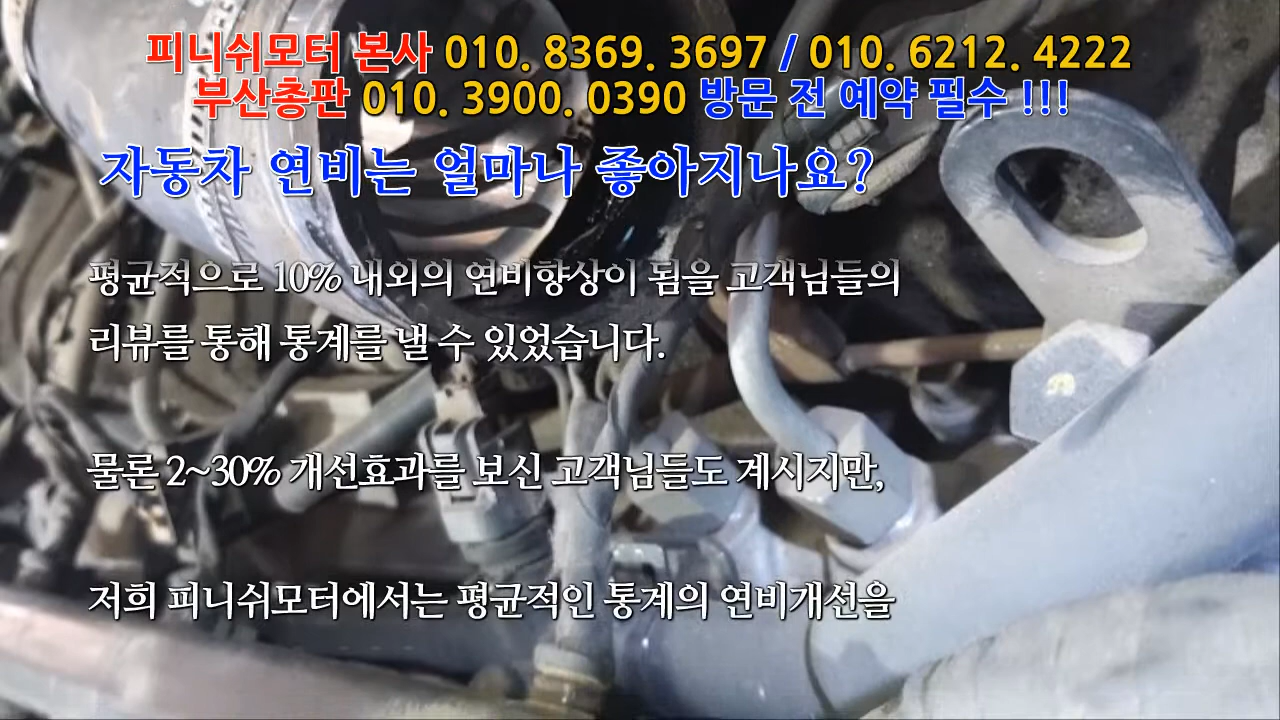 피니쉬모터 본사 010. 8369. 3697 / 010. 6212. 4222
부산총판 010. 3900. 0390 방문 전 예약 필수 !!!
자동차 연비는 얼마나 좋아지나요?
평균적으로 10% 내외의 연비향상이 됨을 고객님들의
리뷰를 통해 통계를 낼 수 있었습니다.
물론 2~30% 개선효과를 보신 고객님들도 계시지만,
저희 피니쉬모터에서는 평균적인 통계의 연비개선을